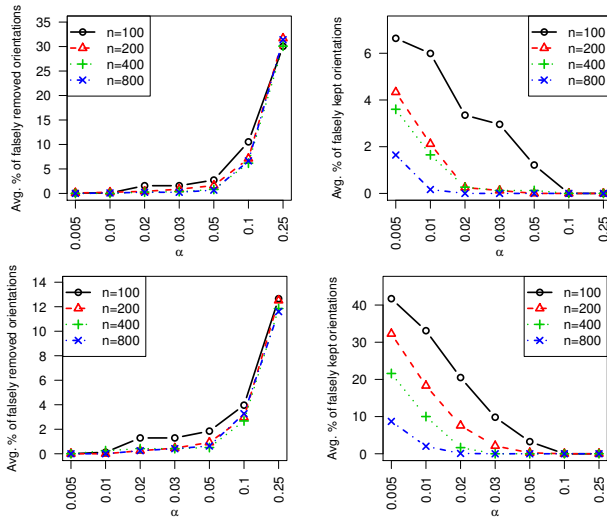 Avg. % of falsely removed orientations
35
30
25
20
15
10
5
0
n=100
n=200
n=400
n=800
0.005
0.01
0.02
0.03
0.05
0.1
0.25
α
Avg. % of falsely kept orientations
6
4
2
0
n=100
n=200
n=400
n=800
0.005
0.01
0.02
0.03
0.05
0.1
0.25
α
Avg. % of falsely removed orientations
14
12
10
8
6
4
2
0
n=100
n=200
n=400
n=800
0.005
0.01
0.02
0.03
0.05
0.1
0.25
α
Avg. % of falsely kept orientations
40
30
20
10
0
n=100
n=200
n=400
n=800
0.005
0.01
0.02
0.03
0.05
0.1
0.25
α